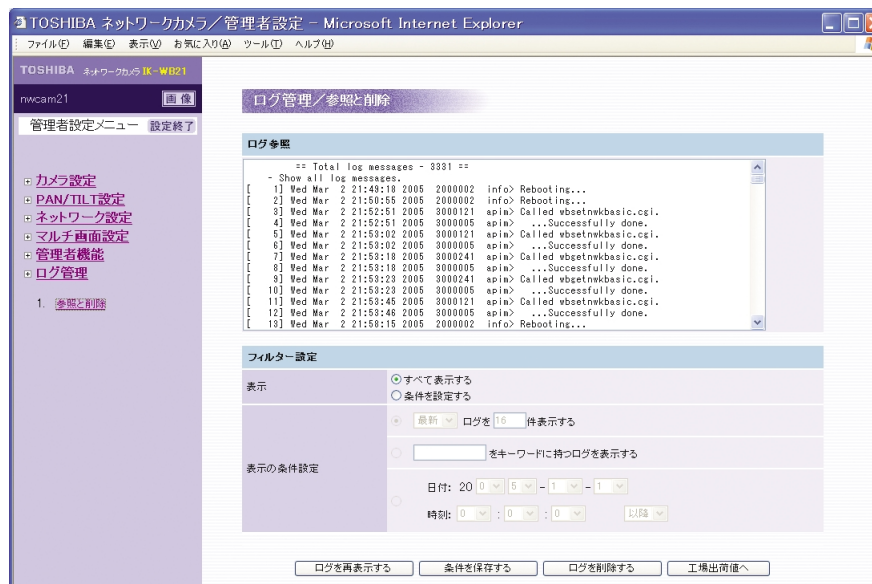 TOSHIBA ネットワークカメラ／管理者設定 - Microsoft Internet Explorer
ファイル(F) 編集(E) 表示(V) お気に入り(A) ツール(T) ヘルプ(H)
TOSHIBA ネットワークカメラ IK-WB21
nwcam21 画像
管理者設定メニュー 設定終了
カメラ設定
PAN/TILT設定
ネットワーク設定
マルチ画面設定
管理者機能
ログ管理
1. 参照と削除
ログ管理／参照と削除
ログ参照
== Total log messages - 3331 ==
- Show all log messages.
[ 1] Wed Mar 2 21:49:18 2005 2000002 info> Rebooting...
[ 2] Wed Mar 2 21:50:55 2005 2000002 info> Rebooting...
[ 3] Wed Mar 2 21:52:51 2005 3000121 apim> Called wbsetnwkbasic.cgi.
[ 4] Wed Mar 2 21:52:51 2005 3000005 apim> ...Successfully done.
[ 5] Wed Mar 2 21:53:02 2005 3000121 apim> Called wbsetnwkbasic.cgi.
[ 6] Wed Mar 2 21:53:02 2005 3000005 apim> ...Successfully done.
[ 7] Wed Mar 2 21:53:18 2005 3000241 apim> Called wbsetnwkbasic.cgi.
[ 8] Wed Mar 2 21:53:18 2005 3000005 apim> ...Successfully done.
[ 9] Wed Mar 2 21:53:23 2005 3000241 apim> Called wbsetnwkbasic.cgi.
[ 10] Wed Mar 2 21:53:23 2005 3000005 apim> ...Successfully done.
[ 11] Wed Mar 2 21:53:45 2005 3000121 apim> Called wbsetnwkbasic.cgi.
[ 12] Wed Mar 2 21:53:46 2005 3000005 apim> ...Successfully done.
[ 13] Wed Mar 2 21:58:15 2005 2000002 info> Rebooting...
フィルター設定
表示
すべて表示する
条件を設定する
表示の条件設定
最新 ログを 16 件表示する
をキーワードに持つログを表示する
日付: 20 0 5 - 1 - 1
時刻: 0 : 0 : 0 以降
ログを再表示する 条件を保存する ログを削除する 工場出荷値へ